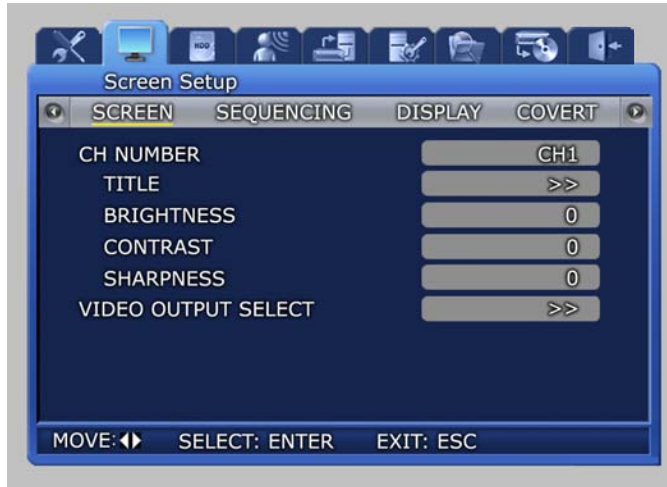 HDD
Screen Setup
SCREEN SEQUENCING DISPLAY COVERT
CH NUMBER CH1
TITLE >>
BRIGHTNESS 0
CONTRAST 0
SHARPNESS 0
VIDEO OUTPUT SELECT >>
MOVE: SELECT: ENTER EXIT: ESC